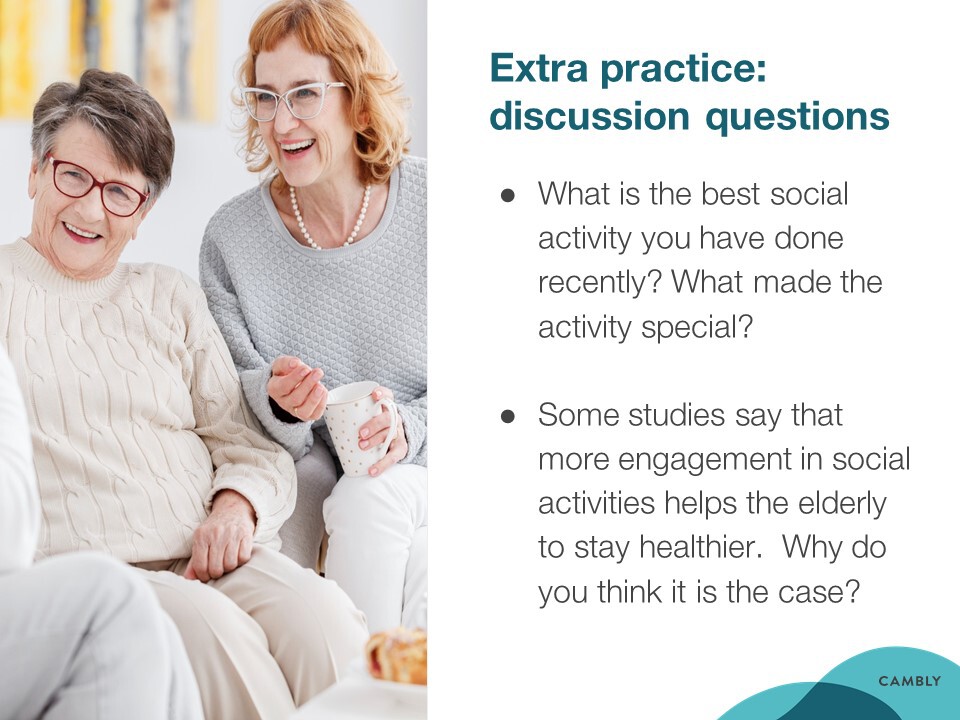 Extra practice:
discussion questions
● What is the best social
activity you have done
recently? What made the
activity special?
● Some studies say that
more engagement in social
activities helps the elderly
to stay healthier.  Why do
you think it is the case?
CAMBLY